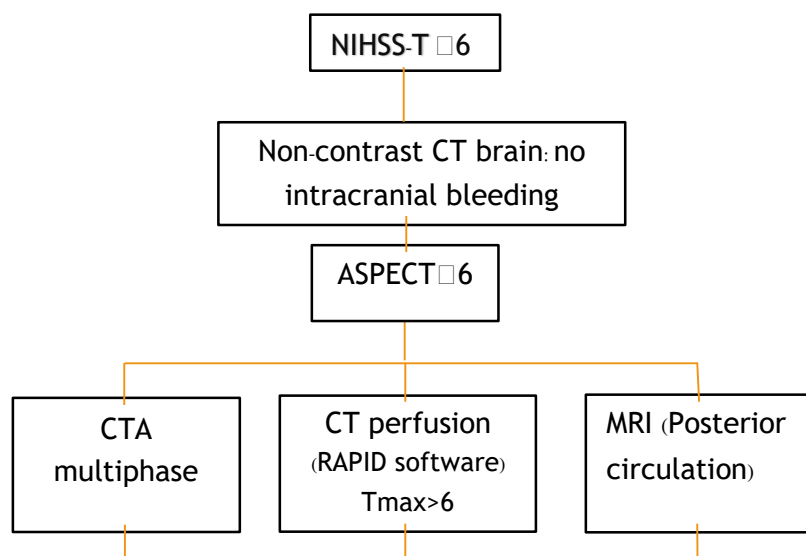 NIHSS-T □6
Non-contrast CT brain: no
intracranial bleeding
ASPECT□6
CTA
multiphase
CT perfusion
(RAPID software)
Tmax>6
MRI (Posterior
circulation)